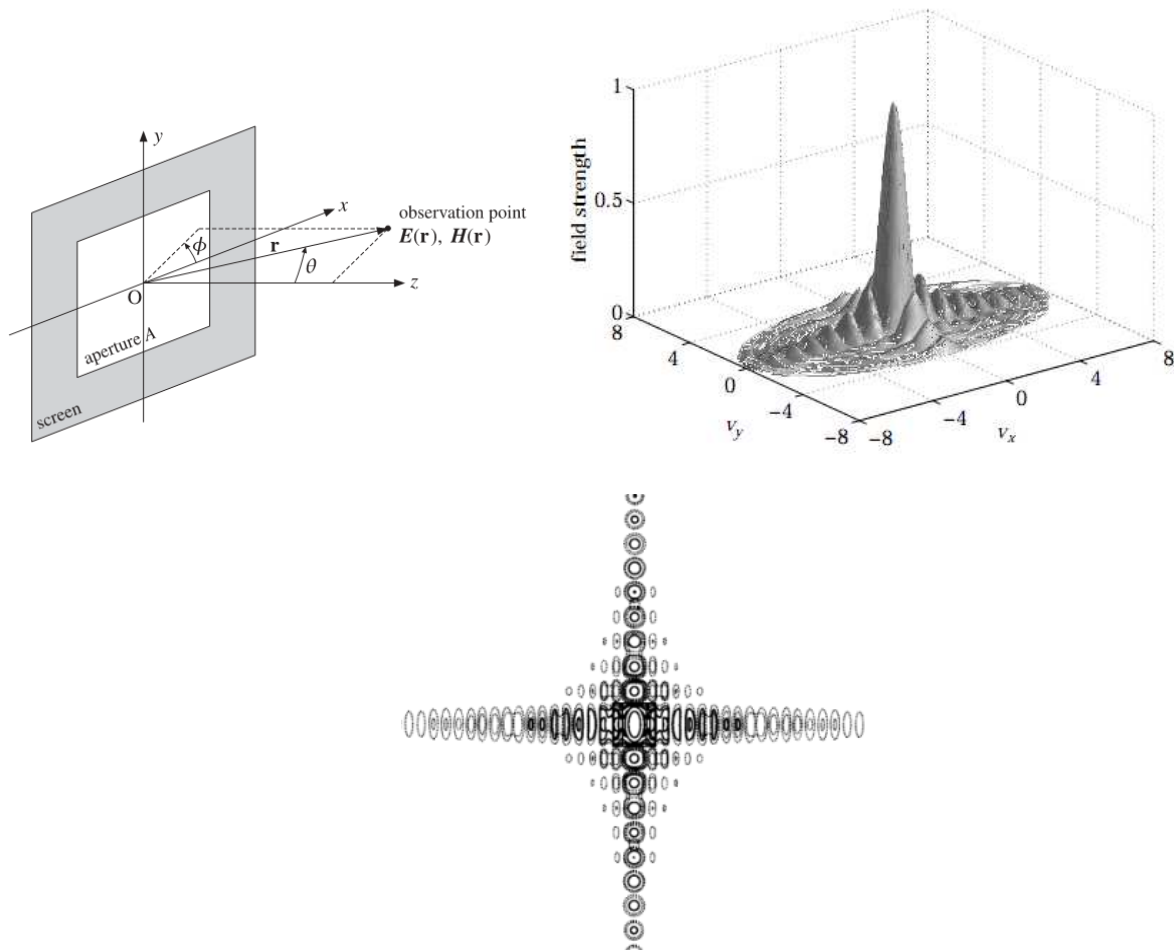 y
x
observation point
E(r), H(r)
r
ϕ
θ
O
z
aperture A
screen
1
0.5
0
field strength
8
4
0
−4
−8
v_y
−8
−4
0
4
8
v_x